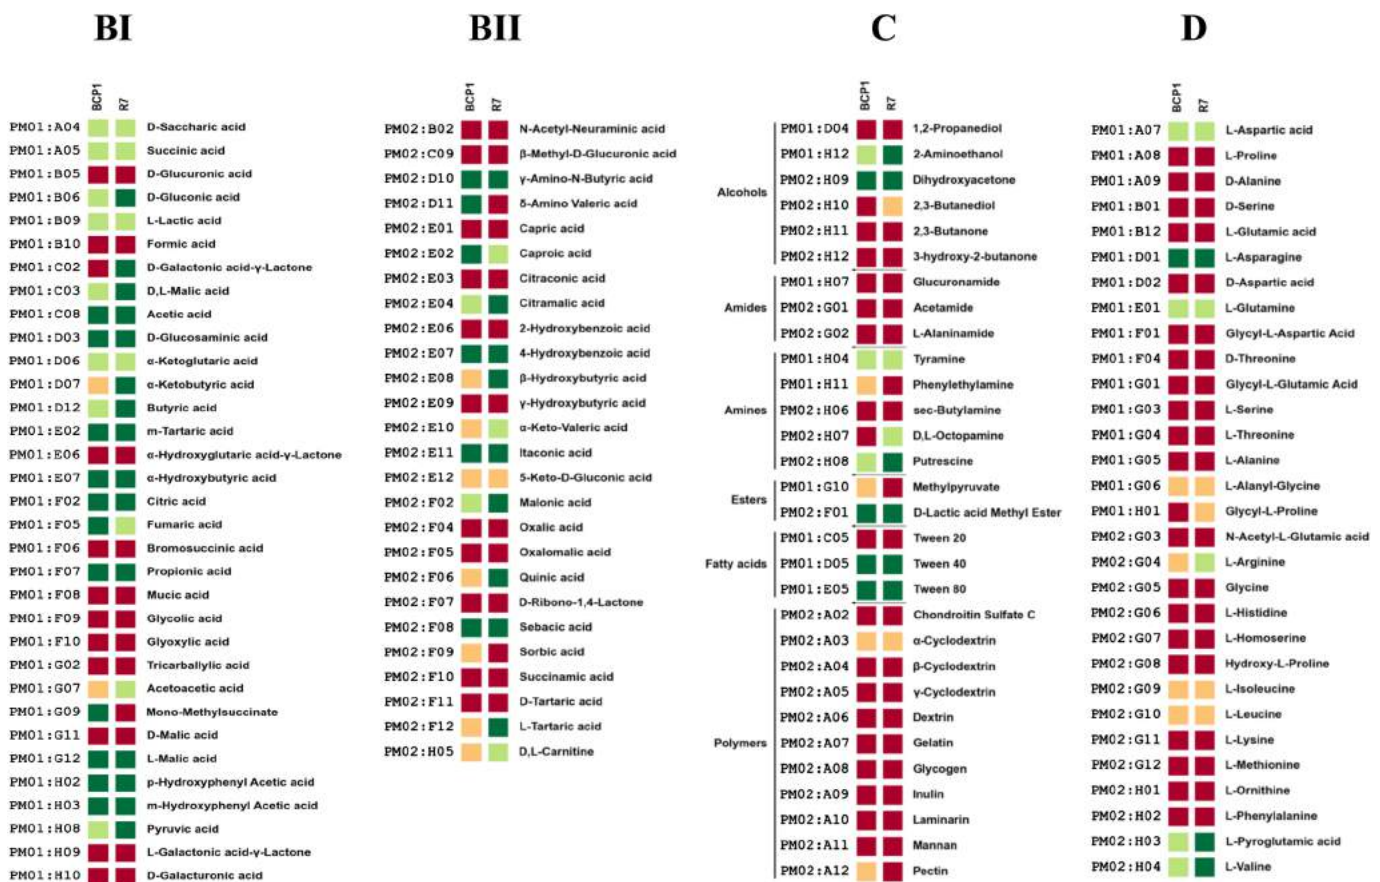 BI
BCP1 R7
PM01:A04 D-Saccharic acid
PM01:A05 Succinic acid
PM01:B05 D-Glucuronic acid
PM01:B06 D-Gluconic acid
PM01:B09 L-Lactic acid
PM01:B10 Formic acid
PM01:C02 D-Galactonic acid-γ-Lactone
PM01:C03 D,L-Malic acid
PM01:C08 Acetic acid
PM01:D03 D-Glucosaminic acid
PM01:D06 α-Ketoglutaric acid
PM01:D07 α-Ketobutyric acid
PM01:D12 Butyric acid
PM01:E02 m-Tartaric acid
PM01:E06 α-Hydroxyglutaric acid-γ-Lactone
PM01:E07 α-Hydroxybutyric acid
PM01:F02 Citric acid
PM01:F05 Fumaric acid
PM01:F06 Bromosuccinic acid
PM01:F07 Propionic acid
PM01:F08 Mucic acid
PM01:F09 Glycolic acid
PM01:F10 Glyoxylic acid
PM01:G02 Tricarballylic acid
PM01:G07 Acetoacetic acid
PM01:G09 Mono-Methylsuccinate
PM01:G11 D-Malic acid
PM01:G12 L-Malic acid
PM01:H02 p-Hydroxyphenyl Acetic acid
PM01:H03 m-Hydroxyphenyl Acetic acid
PM01:H08 Pyruvic acid
PM01:H09 L-Galactonic acid-γ-Lactone
PM01:H10 D-Galacturonic acid
BII
BCP1 R7
PM02:B02 N-Acetyl-Neuraminic acid
PM02:C09 β-Methyl-D-Glucuronic acid
PM02:D10 γ-Amino-N-Butyric acid
PM02:D11 δ-Amino Valeric acid
PM02:E01 Capric acid
PM02:E02 Caproic acid
PM02:E03 Citraconic acid
PM02:E04 Citramalic acid
PM02:E06 2-Hydroxybenzoic acid
PM02:E07 4-Hydroxybenzoic acid
PM02:E08 β-Hydroxybutyric acid
PM02:E09 γ-Hydroxybutyric acid
PM02:E10 α-Keto-Valeric acid
PM02:E11 Itaconic acid
PM02:E12 5-Keto-D-Gluconic acid
PM02:F02 Malonic acid
PM02:F04 Oxalic acid
PM02:F05 Oxalomalic acid
PM02:F06 Quinic acid
PM02:F07 D-Ribono-1,4-Lactone
PM02:F08 Sebacic acid
PM02:F09 Sorbic acid
PM02:F10 Succinamic acid
PM02:F11 D-Tartaric acid
PM02:F12 L-Tartaric acid
PM02:H05 D,L-Carnitine
C
BCP1 R7
Alcohols
PM01:D04 1,2-Propanediol
PM01:H12 2-Aminoethanol
PM02:H09 Dihydroxyacetone
PM02:H10 2,3-Butanediol
PM02:H11 2,3-Butanone
PM02:H12 3-hydroxy-2-butanone
Amides
PM01:H07 Glucuronamide
PM02:G01 Acetamide
PM02:G02 L-Alaninamide
Amines
PM01:H04 Tyramine
PM01:H11 Phenylethylamine
PM02:H06 sec-Butylamine
PM02:H07 D,L-Octopamine
PM02:H08 Putrescine
Esters
PM01:G10 Methylpyruvate
PM02:F01 D-Lactic acid Methyl Ester
Fatty acids
PM01:C05 Tween 20
PM01:D05 Tween 40
PM01:E05 Tween 80
Polymers
PM02:A02 Chondroitin Sulfate C
PM02:A03 α-Cyclodextrin
PM02:A04 β-Cyclodextrin
PM02:A05 γ-Cyclodextrin
PM02:A06 Dextrin
PM02:A07 Gelatin
PM02:A08 Glycogen
PM02:A09 Inulin
PM02:A10 Laminarin
PM02:A11 Mannan
PM02:A12 Pectin
D
BCP1 R7
PM01:A07 L-Aspartic acid
PM01:A08 L-Proline
PM01:A09 D-Alanine
PM01:B01 D-Serine
PM01:B12 L-Glutamic acid
PM01:D01 L-Asparagine
PM01:D02 D-Aspartic acid
PM01:E01 L-Glutamine
PM01:F01 Glycyl-L-Aspartic Acid
PM01:F04 D-Threonine
PM01:G01 Glycyl-L-Glutamic Acid
PM01:G03 L-Serine
PM01:G04 L-Threonine
PM01:G05 L-Alanine
PM01:G06 L-Alanyl-Glycine
PM01:H01 Glycyl-L-Proline
PM02:G03 N-Acetyl-L-Glutamic acid
PM02:G04 L-Arginine
PM02:G05 Glycine
PM02:G06 L-Histidine
PM02:G07 L-Homoserine
PM02:G08 Hydroxy-L-Proline
PM02:G09 L-Isoleucine
PM02:G10 L-Leucine
PM02:G11 L-Lysine
PM02:G12 L-Methionine
PM02:H01 L-Ornithine
PM02:H02 L-Phenylalanine
PM02:H03 L-Pyroglutamic acid
PM02:H04 L-Valine